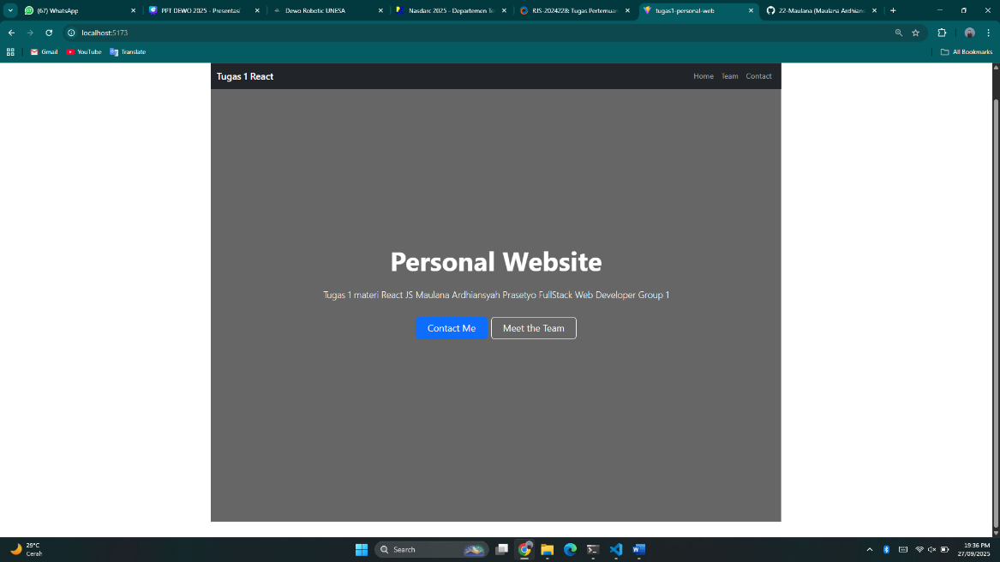 (67) WhatsApp
PPT DEWO 2025 - Presentasi
Dewo Robotic UNESA
Nasdarc 2025 - Departemen Te
RJS-2024228: Tugas Pertemuan
tugas1-personal-web
22-Maulana (Maulana Ardhians
localhost:5173
Gmail
YouTube
Translate
All Bookmarks
Tugas 1 React
Home
Team
Contact
Personal Website
Tugas 1 materi React JS Maulana Ardhiansyah Prasetyo FullStack Web Developer Group 1
Contact Me
Meet the Team
29°C
Cerah
Search
19:36 PM
27/09/2025